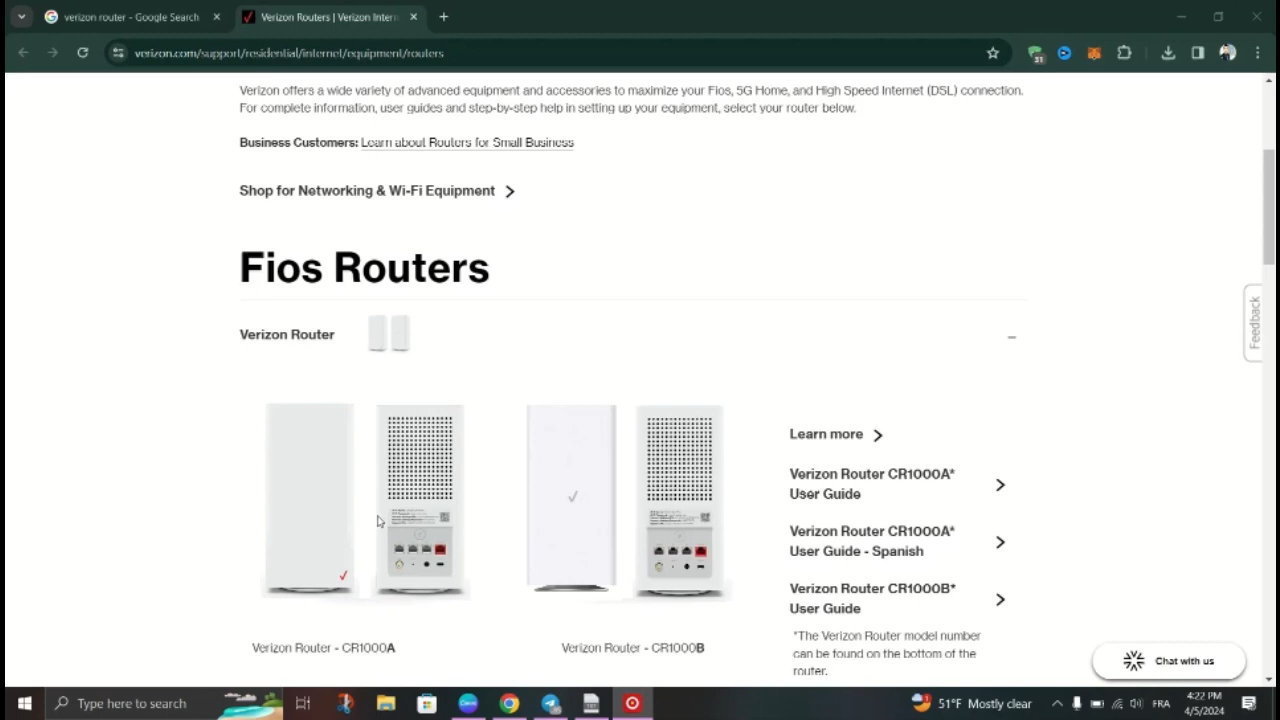 verizon router - Google Search
Verizon Routers | Verizon Intern
verizon.com/support/residential/internet/equipment/routers
31
Verizon offers a wide variety of advanced equipment and accessories to maximize your Fios, 5G Home, and High Speed Internet (DSL) connection.
For complete information, user guides and step-by-step help in setting up your equipment, select your router below.
Business Customers: Learn about Routers for Small Business
Shop for Networking & Wi-Fi Equipment
Fios Routers
Feedback
Verizon Router
Learn more
Verizon Router CR1000A*
User Guide
Verizon Router CR1000A*
User Guide - Spanish
Verizon Router CR1000B*
User Guide
*The Verizon Router model number
can be found on the bottom of the
router.
Verizon Router - CR1000A
Verizon Router - CR1000B
Chat with us
Type here to search
51°F Mostly clear
FRA
4:22 PM
4/5/2024